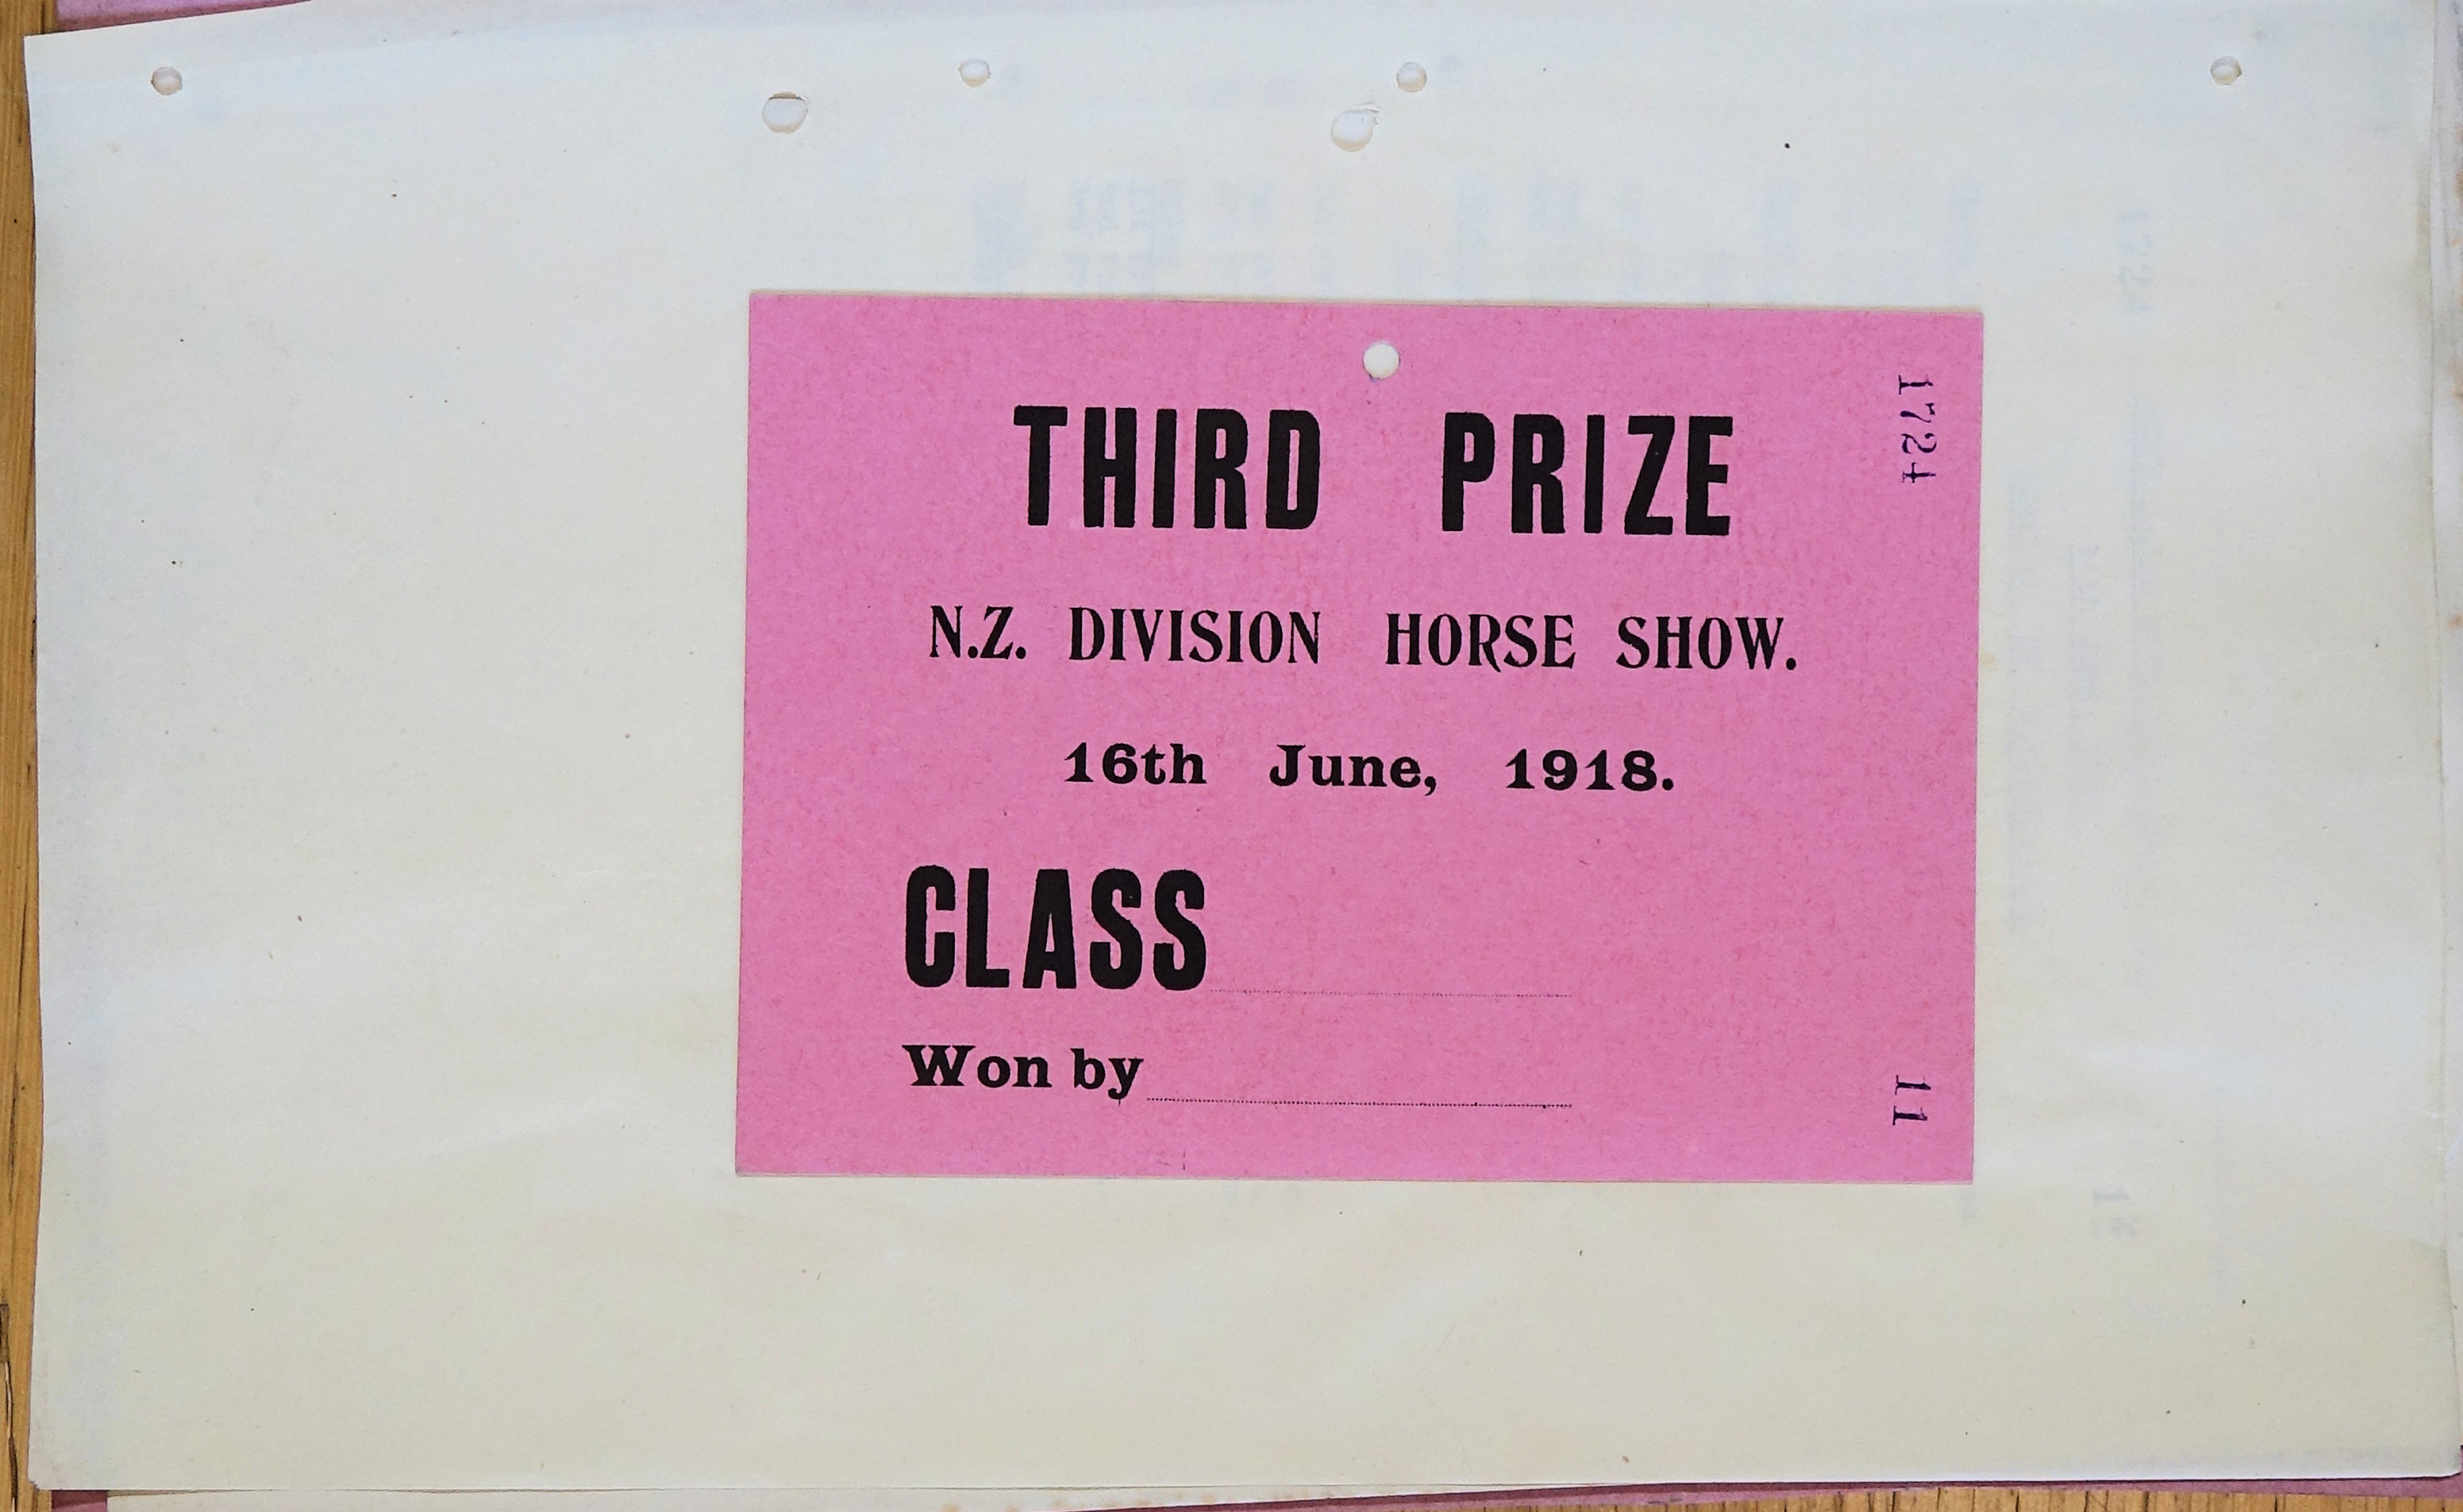 THIRD PRIZE
N.Z. DIVISION HORSE SHOW.
16th June, 1918.
CLASS
Won by
1724
11